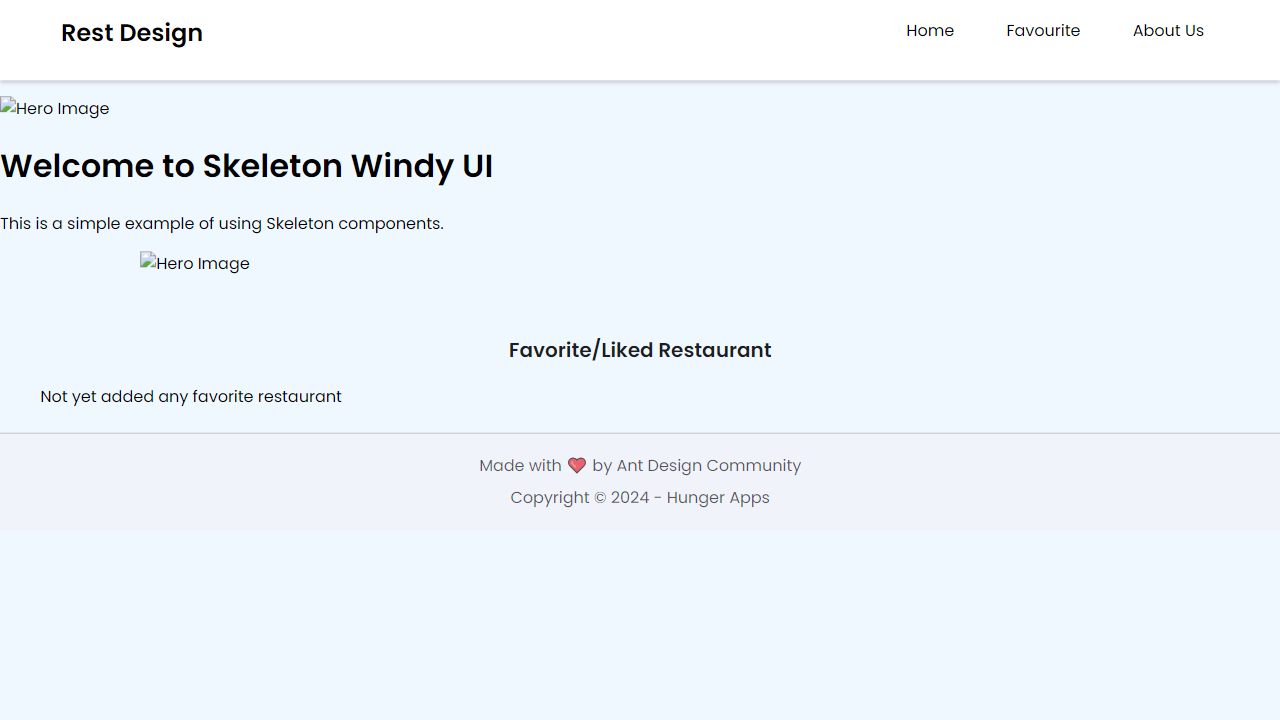 Rest Design
Home Favourite About Us
Hero Image
Welcome to Skeleton Windy UI
This is a simple example of using Skeleton components.
Hero Image
Favorite/Liked Restaurant
Not yet added any favorite restaurant
Made with ❤️ by Ant Design Community
Copyright © 2024 - Hunger Apps